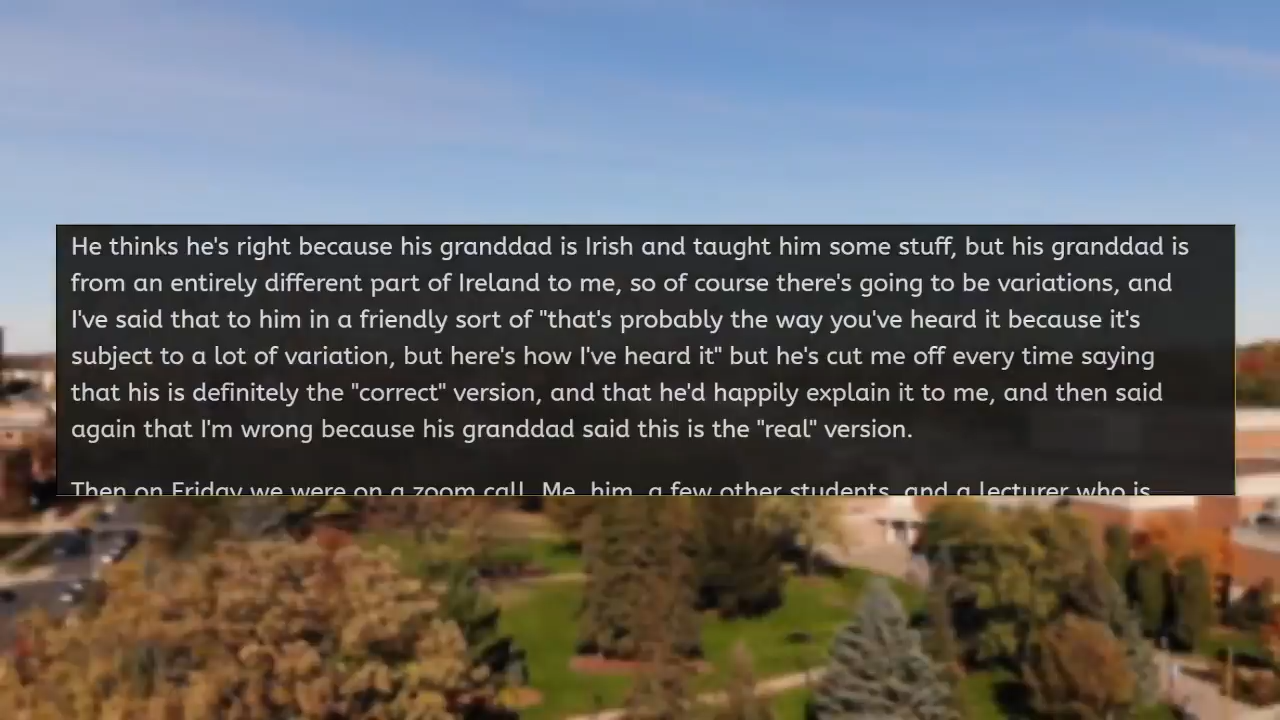 He thinks he's right because his granddad is Irish and taught him some stuff, but his granddad is
from an entirely different part of Ireland to me, so of course there's going to be variations, and
I've said that to him in a friendly sort of "that's probably the way you've heard it because it's
subject to a lot of variation, but here's how I've heard it" but he's cut me off every time saying
that his is definitely the "correct" version, and that he'd happily explain it to me, and then said
again that I'm wrong because his granddad said this is the "real" version.
Then on Friday we were on a zoom call. Me, him, a few other students, and a lecturer who is